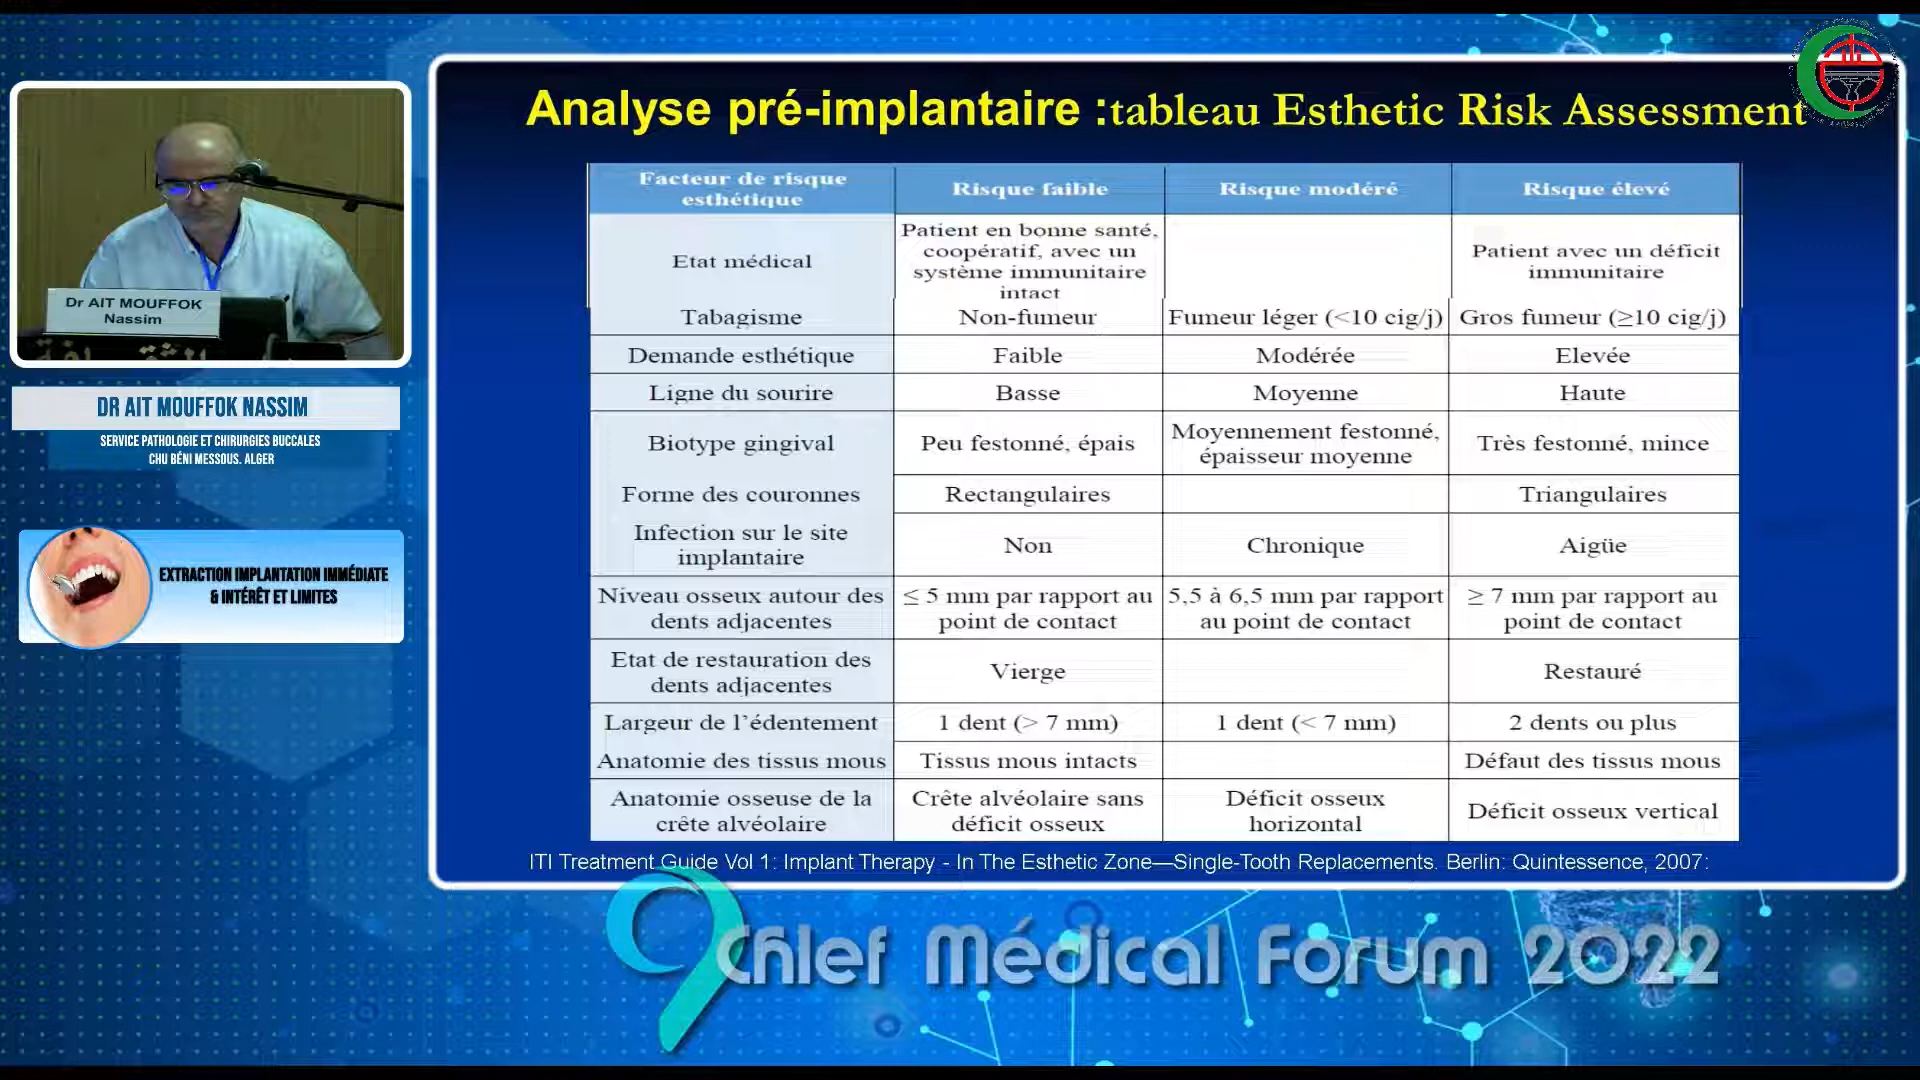 Analyse pré-implantaire :tableau Esthetic Risk Assessment
Facteur de risque esthétique
Risque faible
Risque modéré
Risque élevé
Etat médical
Patient en bonne santé,
coopératif, avec un
système immunitaire
intact
Patient avec un déficit
immunitaire
Tabagisme
Non-fumeur
Fumeur léger (<10 cig/j)
Gros fumeur (≥10 cig/j)
Demande esthétique
Faible
Modérée
Elevée
Ligne du sourire
Basse
Moyenne
Haute
Biotype gingival
Peu festonné, épais
Moyennement festonné,
épaisseur moyenne
Très festonné, mince
Forme des couronnes
Rectangulaires
Triangulaires
Infection sur le site
implantaire
Non
Chronique
Aigüe
Niveau osseux autour des
dents adjacentes
≤ 5 mm par rapport au
point de contact
5,5 à 6,5 mm par rapport
au point de contact
≥ 7 mm par rapport au
point de contact
Etat de restauration des
dents adjacentes
Vierge
Restauré
Largeur de l'édentement
1 dent (> 7 mm)
1 dent (< 7 mm)
2 dents ou plus
Anatomie des tissus mous
Tissus mous intacts
Défaut des tissus mous
Anatomie osseuse de la
crête alvéolaire
Crête alvéolaire sans
déficit osseux
Déficit osseux
horizontal
Déficit osseux vertical
ITI Treatment Guide Vol 1: Implant Therapy - In The Esthetic Zone—Single-Tooth Replacements. Berlin: Quintessence, 2007:
Dr AIT MOUFFOK
Nassim
DR AIT MOUFFOK NASSIM
SERVICE PATHOLOGIE ET CHIRURGIES BUCCALES
CHU BÉNI MESSOUS. ALGER
EXTRACTION IMPLANTATION IMMÉDIATE
& INTÉRÊT ET LIMITES
9 Chlef Médical Forum 2022